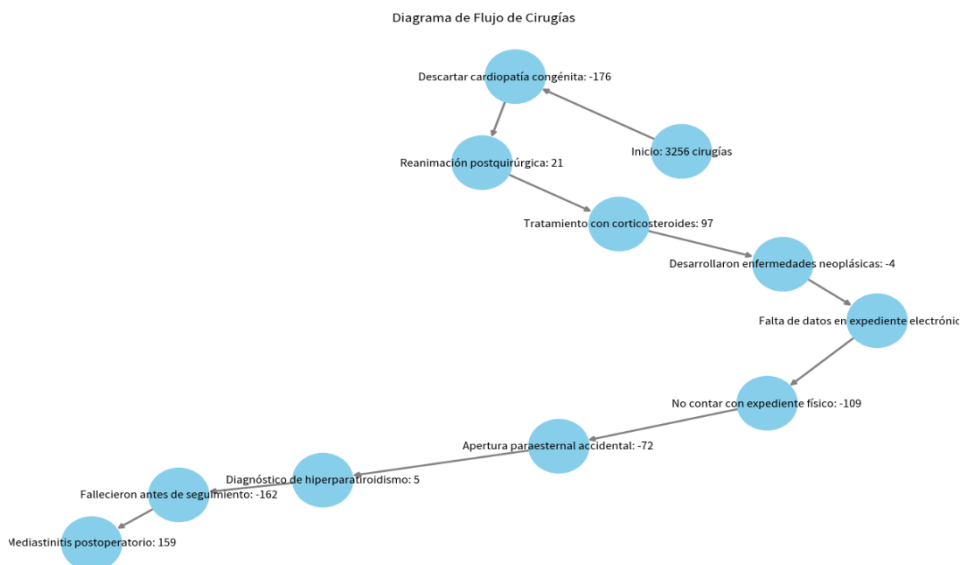 Diagrama de Flujo de Cirugías
Descartar cardiopatía congénita: -176
Inicio: 3256 cirugías
Reanimación postquirúrgica: 21
Tratamiento con corticosteroides: 97
Desarrollaron enfermedades neoplásicas: -4
Falta de datos en expediente electrónic
No contar con expediente físico: -109
Apertura paraesternal accidental: -72
Diagnóstico de hiperparatiroidismo: 5
Fallecieron antes de seguimiento: -162
Mediastinitis postoperatorio: 159